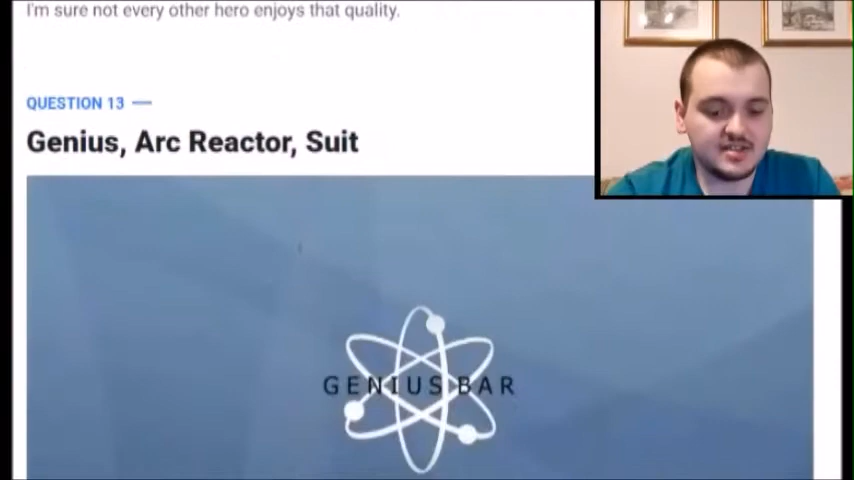 I'm sure not every other hero enjoys that quality.
QUESTION 13
Genius, Arc Reactor, Suit
GENIUS BAR